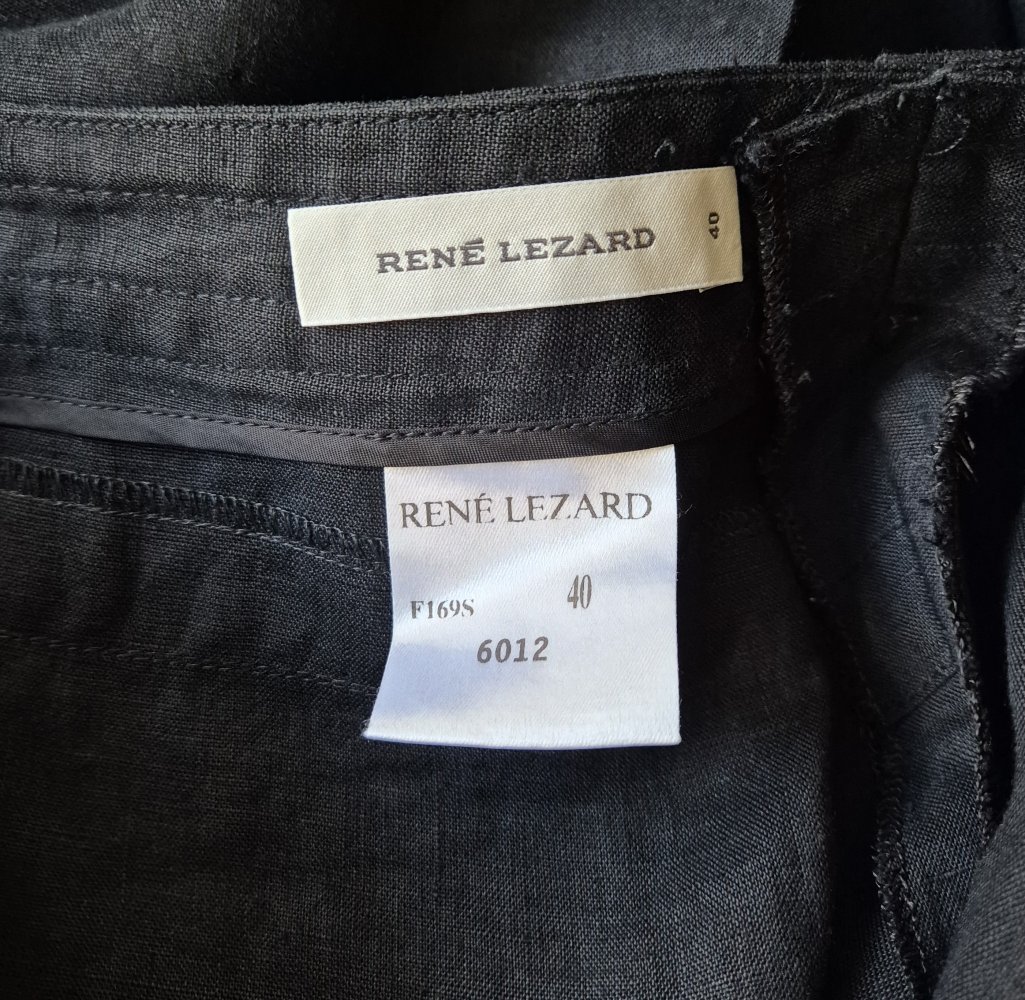 RENÉ LEZARD
40
RENÉ LEZARD
F169S 40
6012